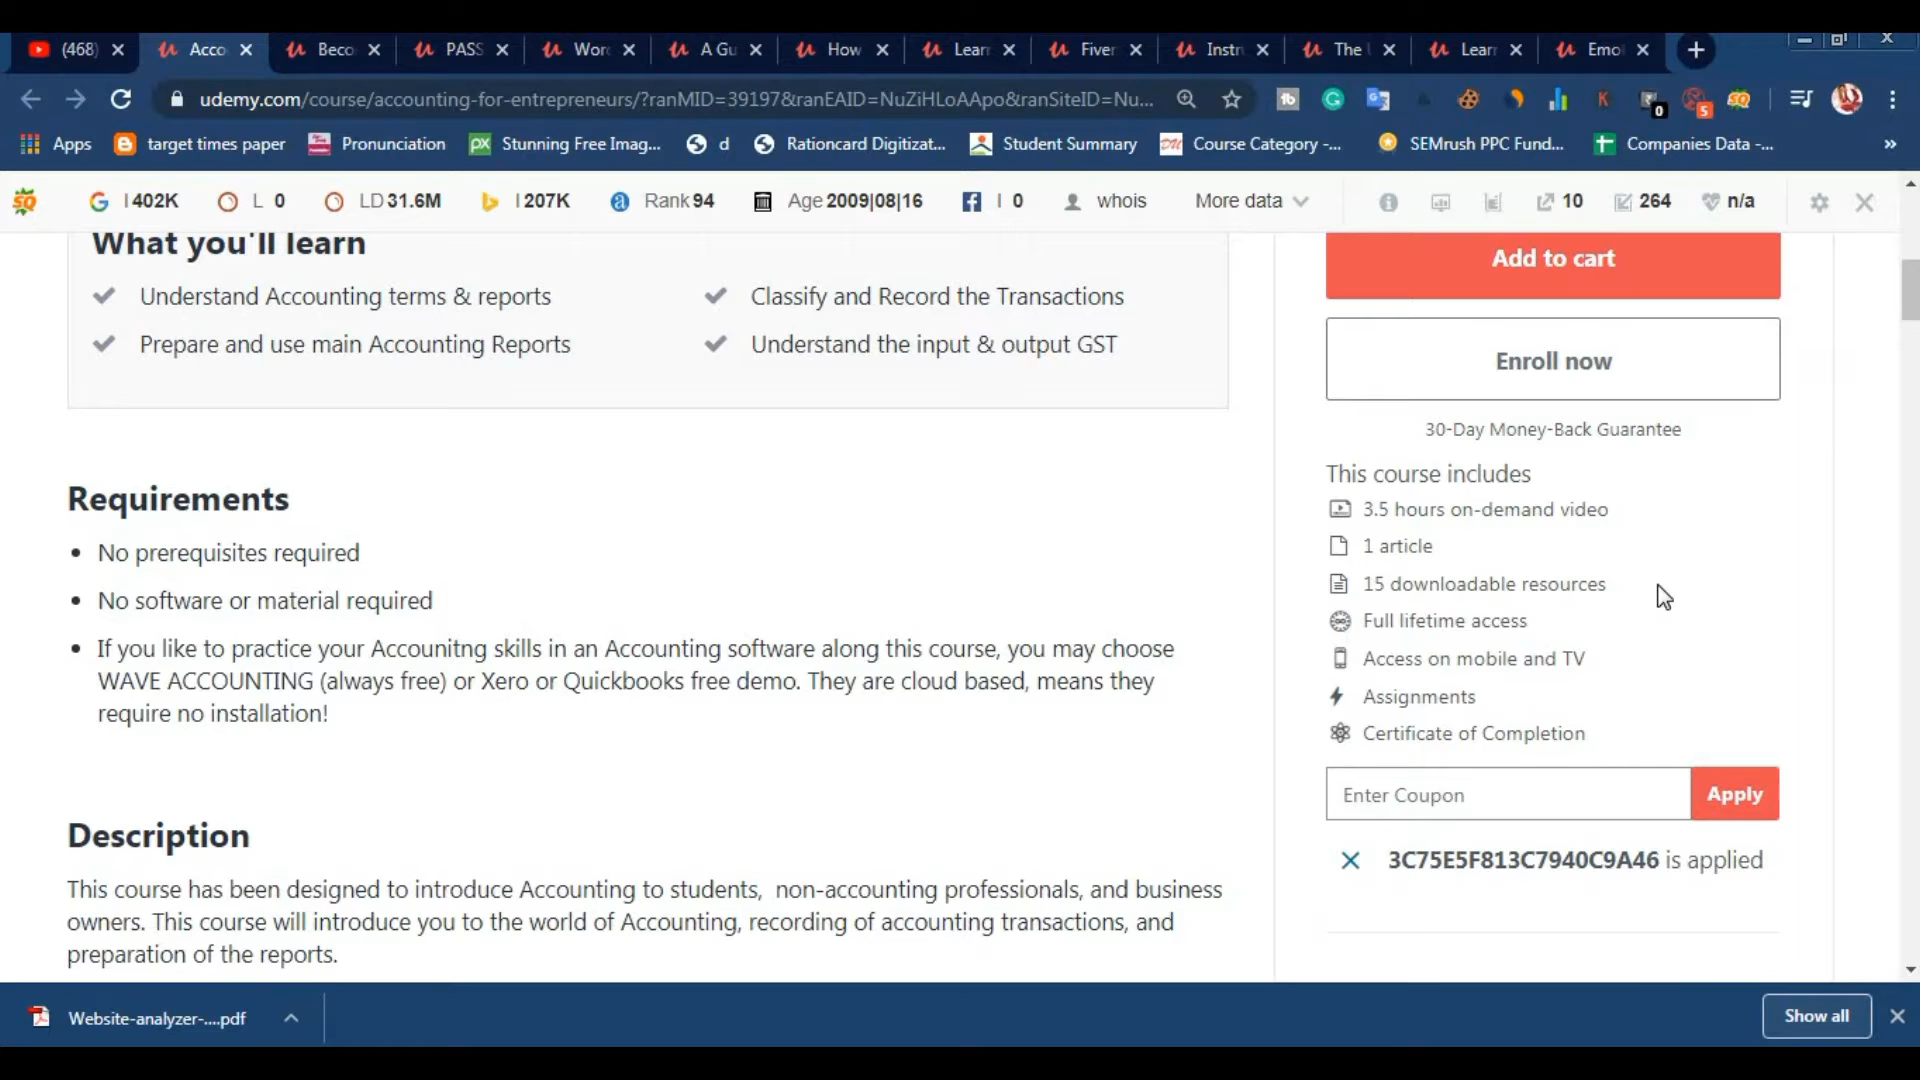 (468) Acco Beco PASS Wor A Gu How Lear Fiver Instr The Lear Emo
udemy.com/course/accounting-for-entrepreneurs/?ranMID=39197&ranEAID=NuZiHLoAApo&ranSiteID=Nu...
0 5
Apps target times paper Pronunciation Stunning Free Imag... d Rationcard Digitizat... Student Summary Course Category -... SEMrush PPC Fund... Companies Data -... »
SQ I 402K L 0 LD 31.6M I 207K Rank 94 Age 2009|08|16 I 0 whois More data 10 264 n/a
What you'll learn
Understand Accounting terms & reports
Classify and Record the Transactions
Prepare and use main Accounting Reports
Understand the input & output GST
Requirements
No prerequisites required
No software or material required
If you like to practice your Accounitng skills in an Accounting software along this course, you may choose
WAVE ACCOUNTING (always free) or Xero or Quickbooks free demo. They are cloud based, means they
require no installation!
Description
This course has been designed to introduce Accounting to students, non-accounting professionals, and business
owners. This course will introduce you to the world of Accounting, recording of accounting transactions, and
preparation of the reports.
Add to cart
Enroll now
30-Day Money-Back Guarantee
This course includes
3.5 hours on-demand video
1 article
15 downloadable resources
Full lifetime access
Access on mobile and TV
Assignments
Certificate of Completion
Enter Coupon Apply
3C75E5F813C7940C9A46 is applied
Website-analyzer-....pdf Show all